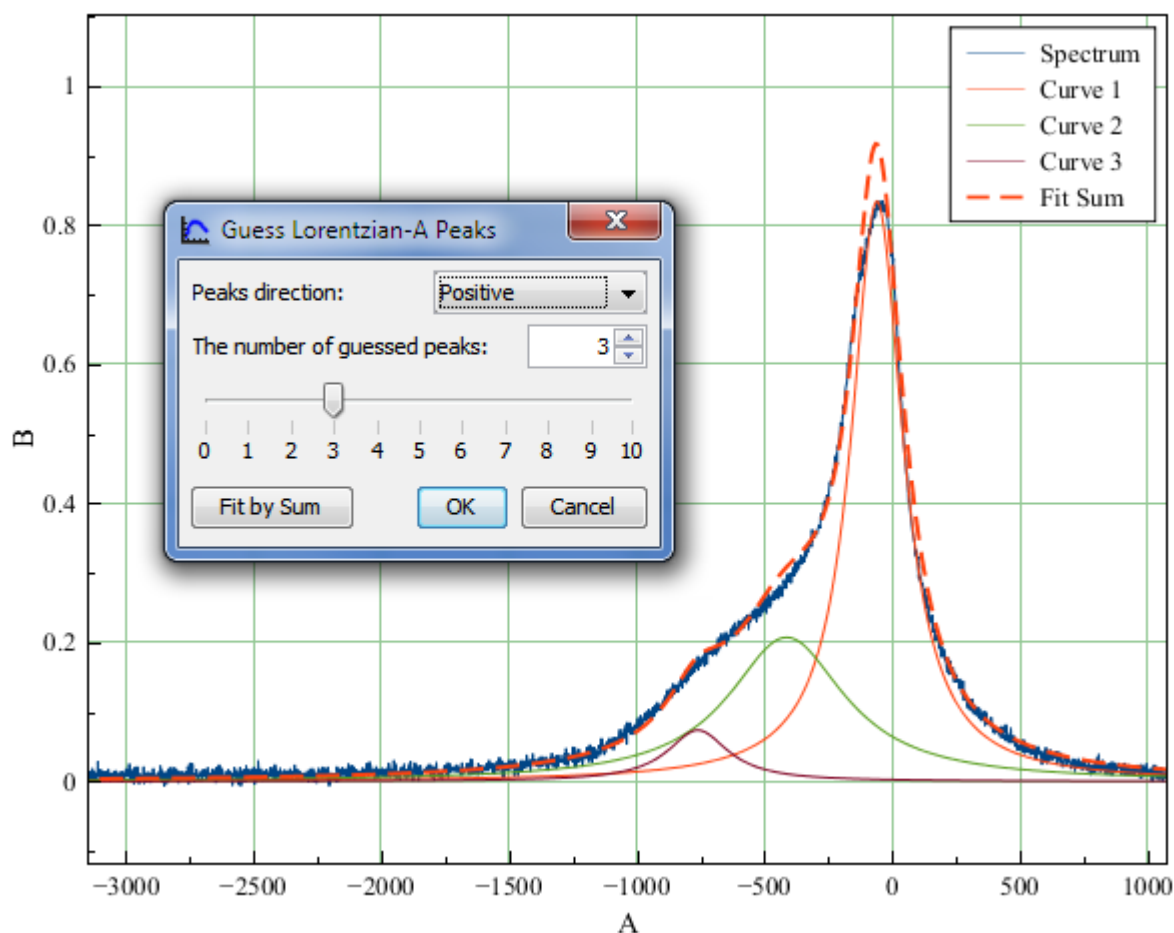 Spectrum
Curve 1
Curve 2
Curve 3
Fit Sum
1
0.8
0.6
0.4
0.2
0
B
Guess Lorentzian-A Peaks
Peaks direction: Positive
The number of guessed peaks: 3
0 1 2 3 4 5 6 7 8 9 10
Fit by Sum OK Cancel
−3000 −2500 −2000 −1500 −1000 −500 0 500 1000
A